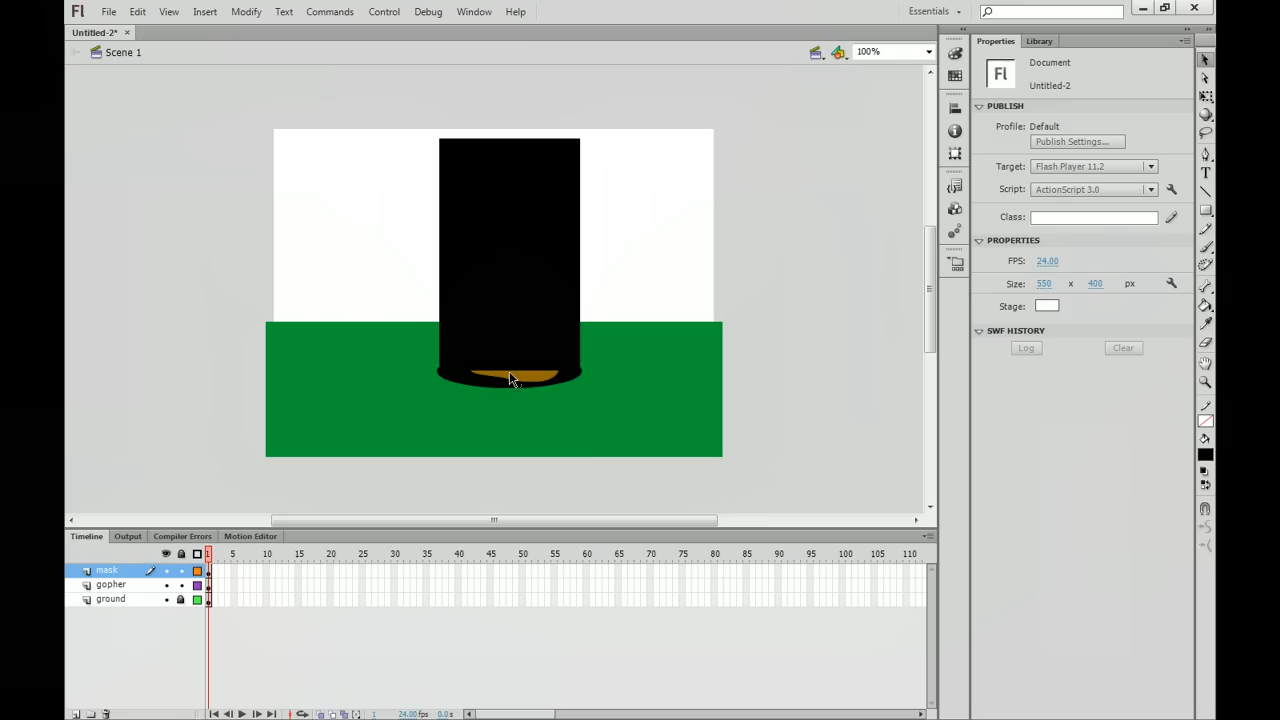 Fl File Edit View Insert Modify Text Commands Control Debug Window Help Essentials
Untitled-2*
Scene 1 100%
Properties Library
Fl Document
Untitled-2
PUBLISH
Profile: Default
Publish Settings...
Target: Flash Player 11.2
Script: ActionScript 3.0
Class:
PROPERTIES
FPS: 24.00
Size: 550 x 400 px
Stage:
SWF HISTORY
Log Clear
T
Timeline Output Compiler Errors Motion Editor
1 5 10 15 20 25 30 35 40 45 50 55 60 65 70 75 80 85 90 95 100 105 110
mask
gopher
ground
1 24.00 fps 0.0 s